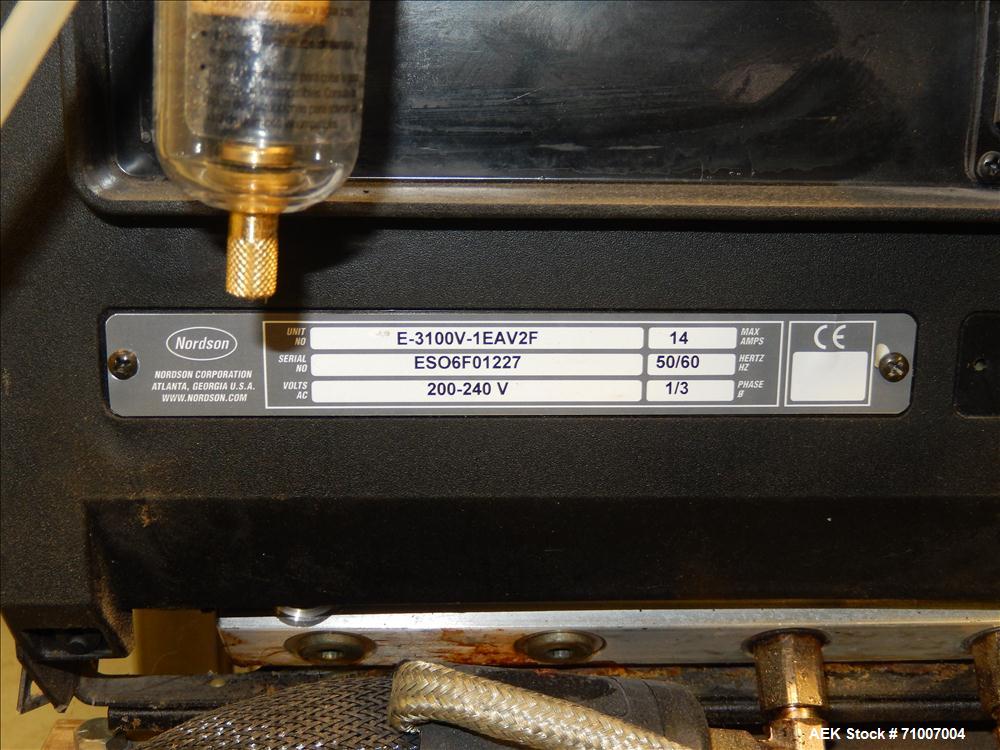 Nordson
NORDSON CORPORATION
ATLANTA, GEORGIA U.S.A.
WWW.NORDSON.COM
UNIT NO E-3100V-1EAV2F 14 MAX AMPS
SERIAL NO ESO6F01227 50/60 HERTZ HZ
VOLTS AC 200-240 V 1/3 PHASE Ø
CE
AEK Stock # 71007004